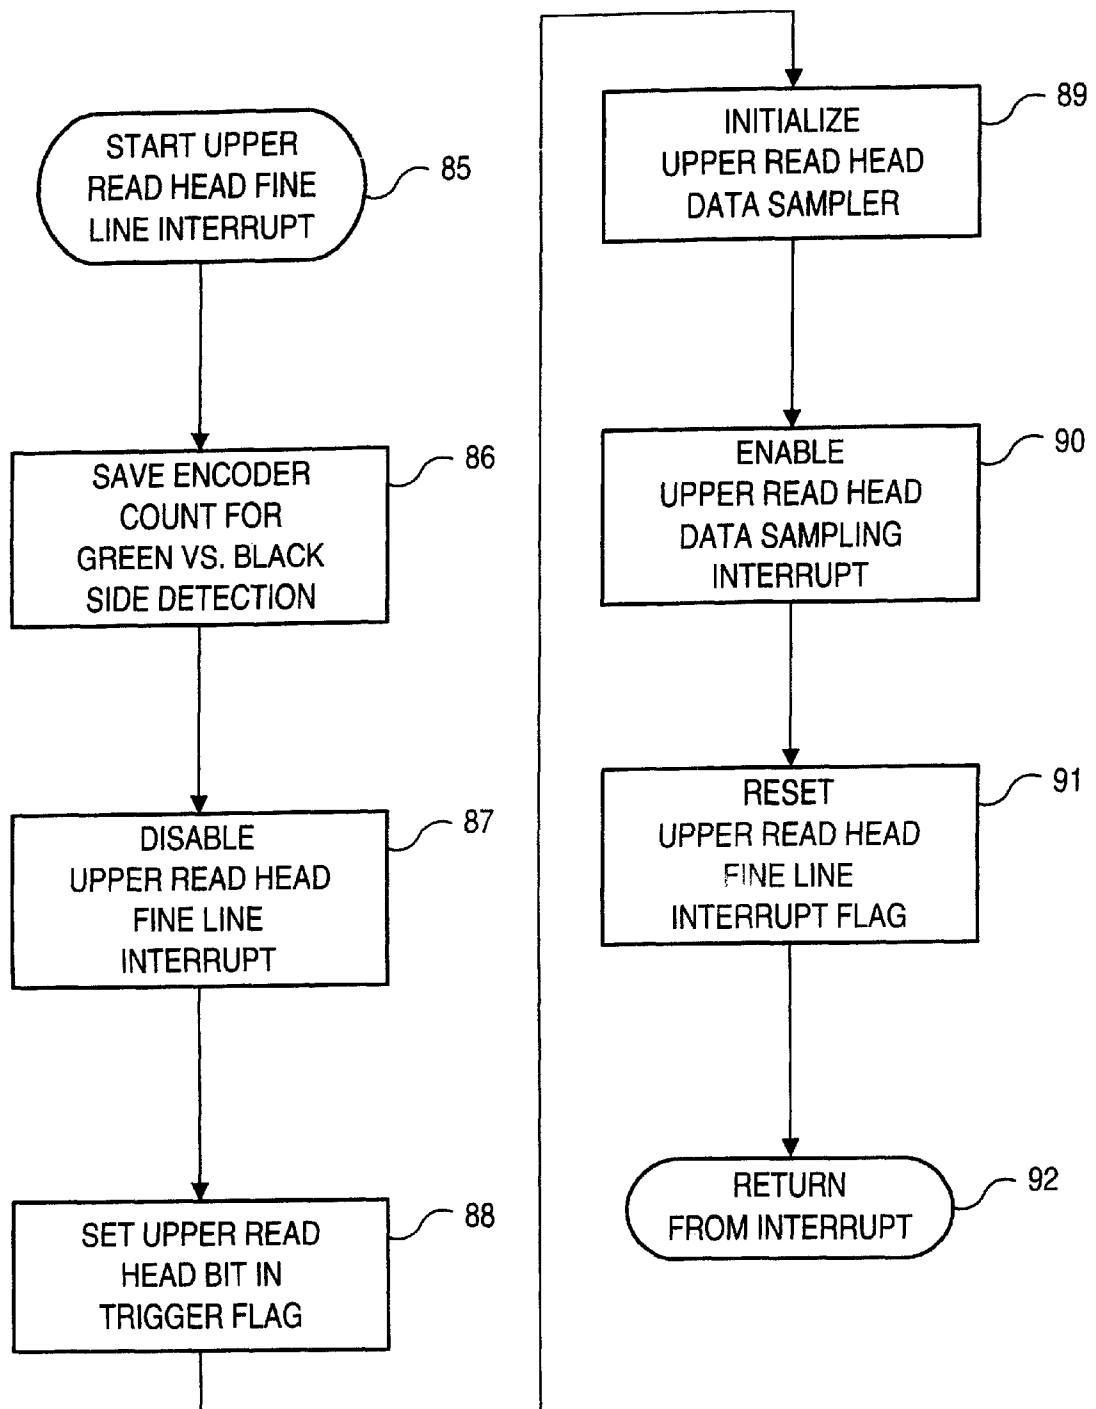 START UPPER
READ HEAD FINE
LINE INTERRUPT
85
SAVE ENCODER
COUNT FOR
GREEN VS. BLACK
SIDE DETECTION
86
DISABLE
UPPER READ HEAD
FINE LINE
INTERRUPT
87
SET UPPER READ
HEAD BIT IN
TRIGGER FLAG
88
INITIALIZE
UPPER READ HEAD
DATA SAMPLER
89
ENABLE
UPPER READ HEAD
DATA SAMPLING
INTERRUPT
90
RESET
UPPER READ HEAD
FINE LINE
INTERRUPT FLAG
91
RETURN
FROM INTERRUPT
92